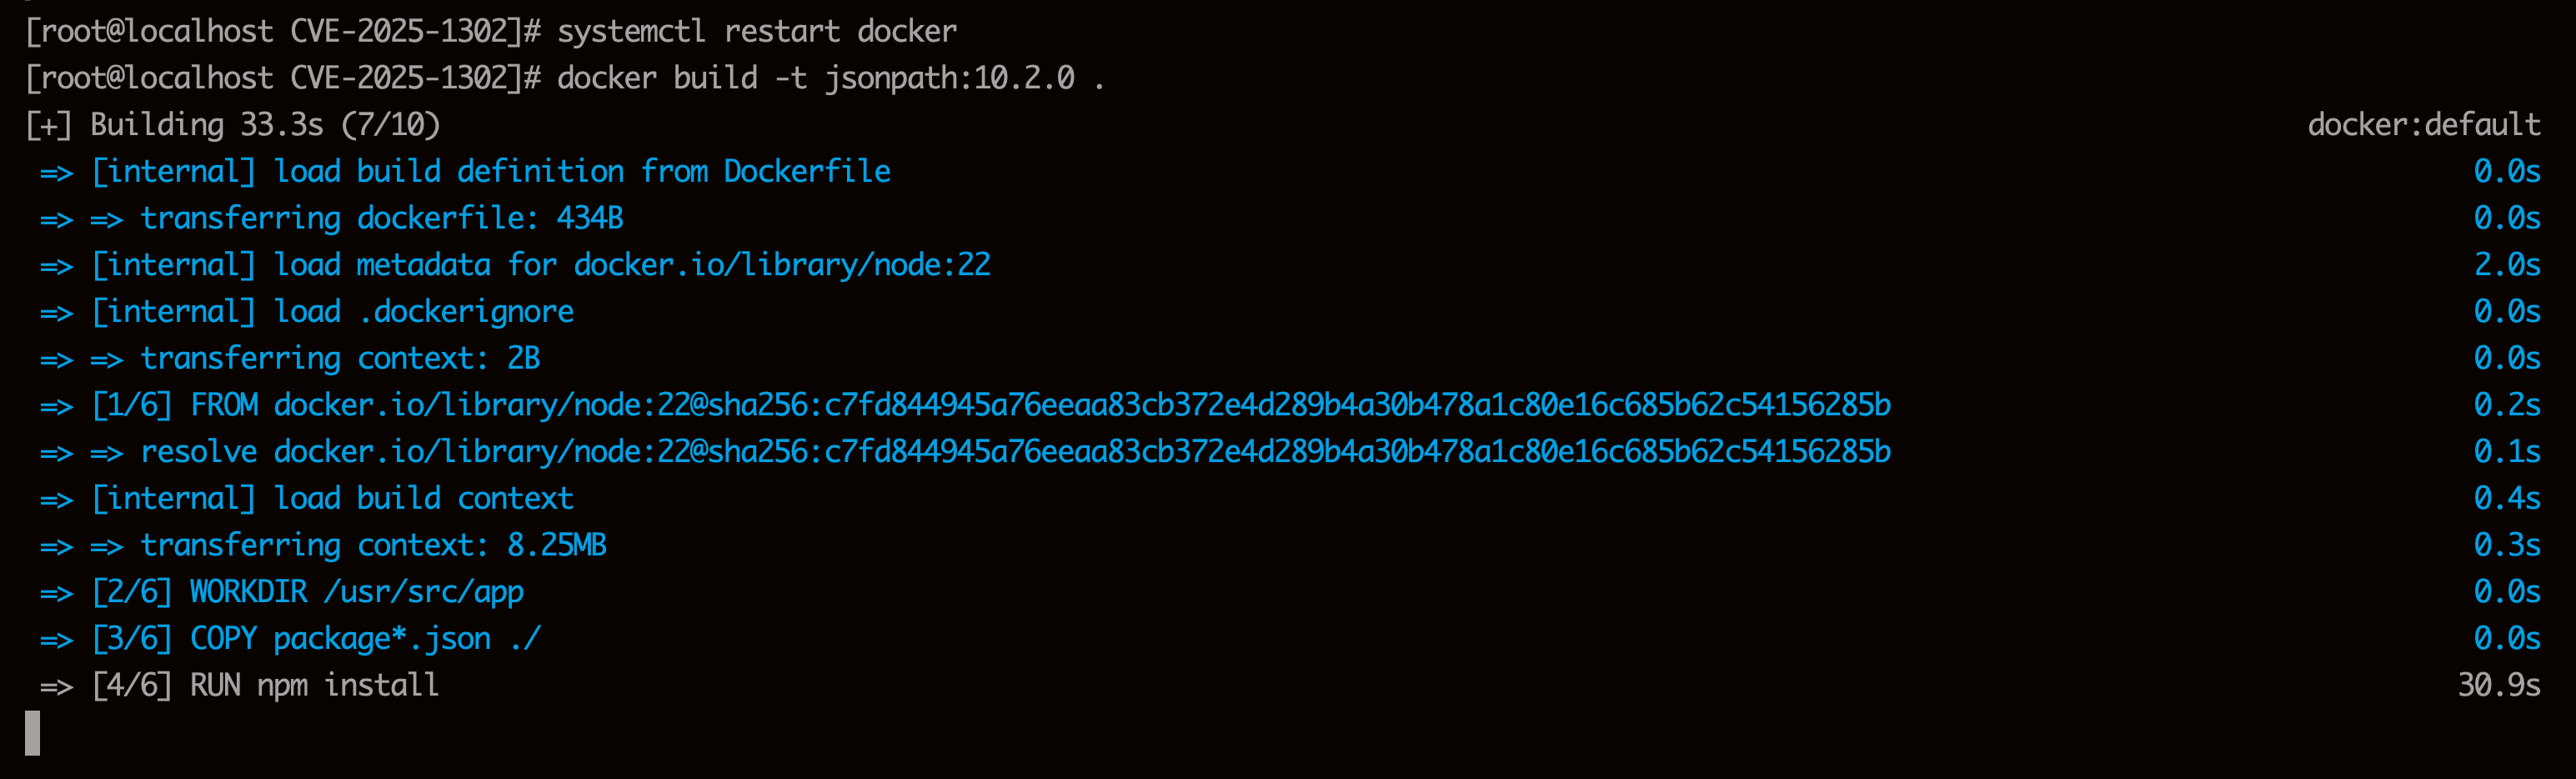 [root@localhost CVE-2025-1302]# systemctl restart docker
[root@localhost CVE-2025-1302]# docker build -t jsonpath:10.2.0 .
[+] Building 33.3s (7/10) docker:default
=> [internal] load build definition from Dockerfile 0.0s
=> => transferring dockerfile: 434B 0.0s
=> [internal] load metadata for docker.io/library/node:22 2.0s
=> [internal] load .dockerignore 0.0s
=> => transferring context: 2B 0.0s
=> [1/6] FROM docker.io/library/node:22@sha256:c7fd844945a76eeaa83cb372e4d289b4a30b478a1c80e16c685b62c54156285b 0.2s
=> => resolve docker.io/library/node:22@sha256:c7fd844945a76eeaa83cb372e4d289b4a30b478a1c80e16c685b62c54156285b 0.1s
=> [internal] load build context 0.4s
=> => transferring context: 8.25MB 0.3s
=> [2/6] WORKDIR /usr/src/app 0.0s
=> [3/6] COPY package*.json ./ 0.0s
=> [4/6] RUN npm install 30.9s